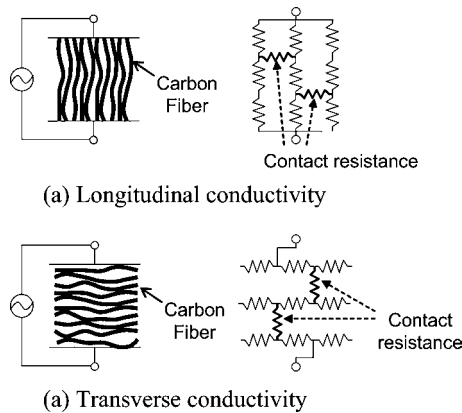 Carbon
Fiber
Contact resistance
(a) Longitudinal conductivity
Carbon
Fiber
Contact
resistance
(a) Transverse conductivity